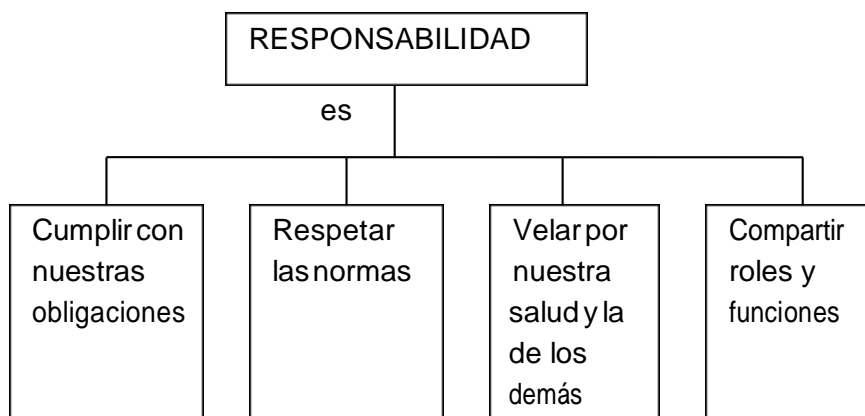 RESPONSABILIDAD
es
Cumplir con
nuestras
obligaciones
Respetar
las normas
Velar por
nuestra
salud y la
de los
demás
Compartir
roles y
funciones